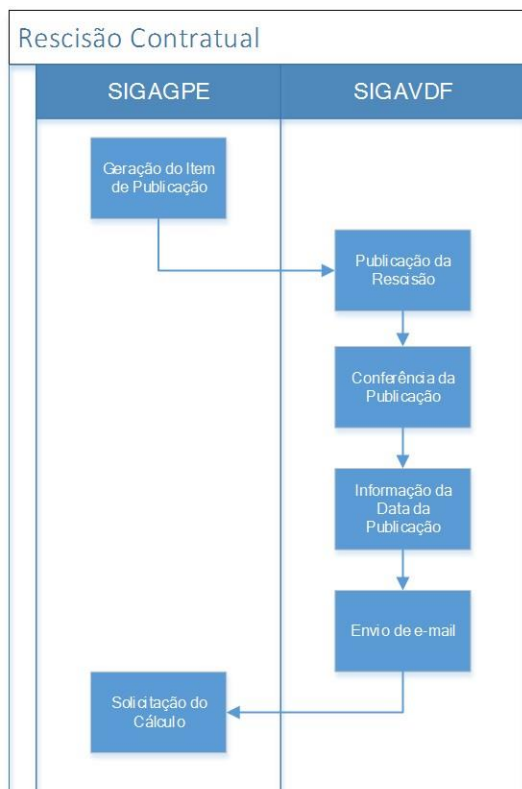 Rescisão Contratual
SIGAGPE
SIGAVDF
Geração do Item
de Publicação
Publicação da
Rescisão
Conferência da
Publicação
Informação da
Data da
Publicação
Envio de e-mail
Solicitação do
Cálculo